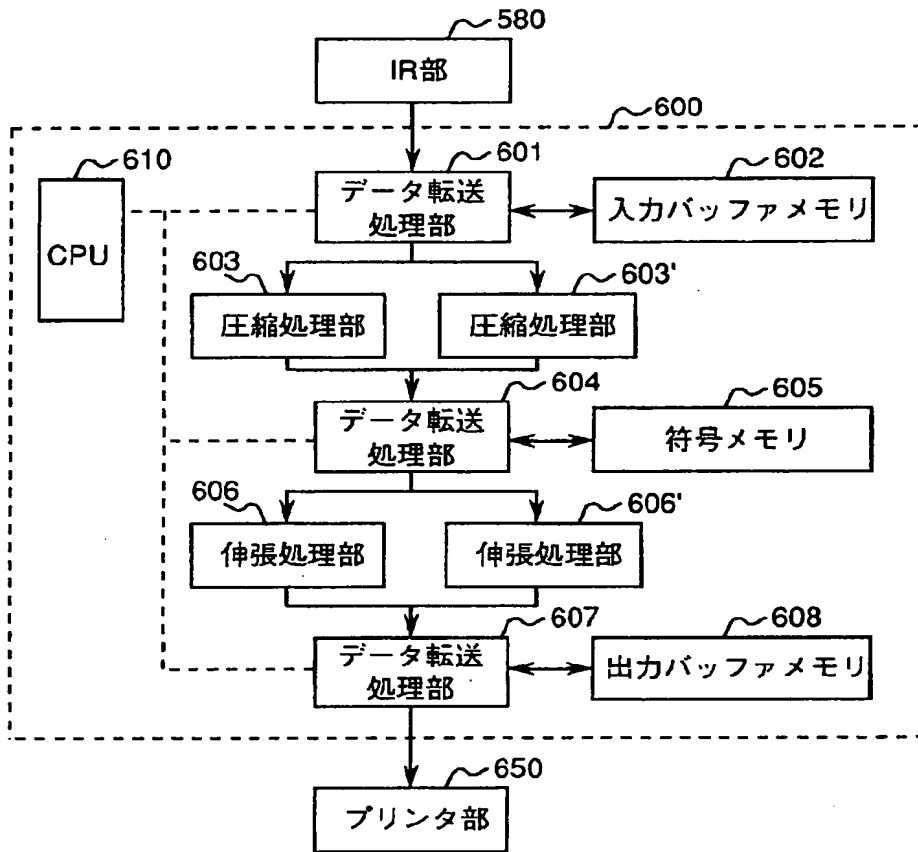 580
IR部
600
610
CPU
601
データ転送
処理部
602
入力バッファメモリ
603
圧縮処理部
603'
圧縮処理部
604
データ転送
処理部
605
符号メモリ
606
伸張処理部
606'
伸張処理部
607
データ転送
処理部
608
出力バッファメモリ
650
プリンタ部